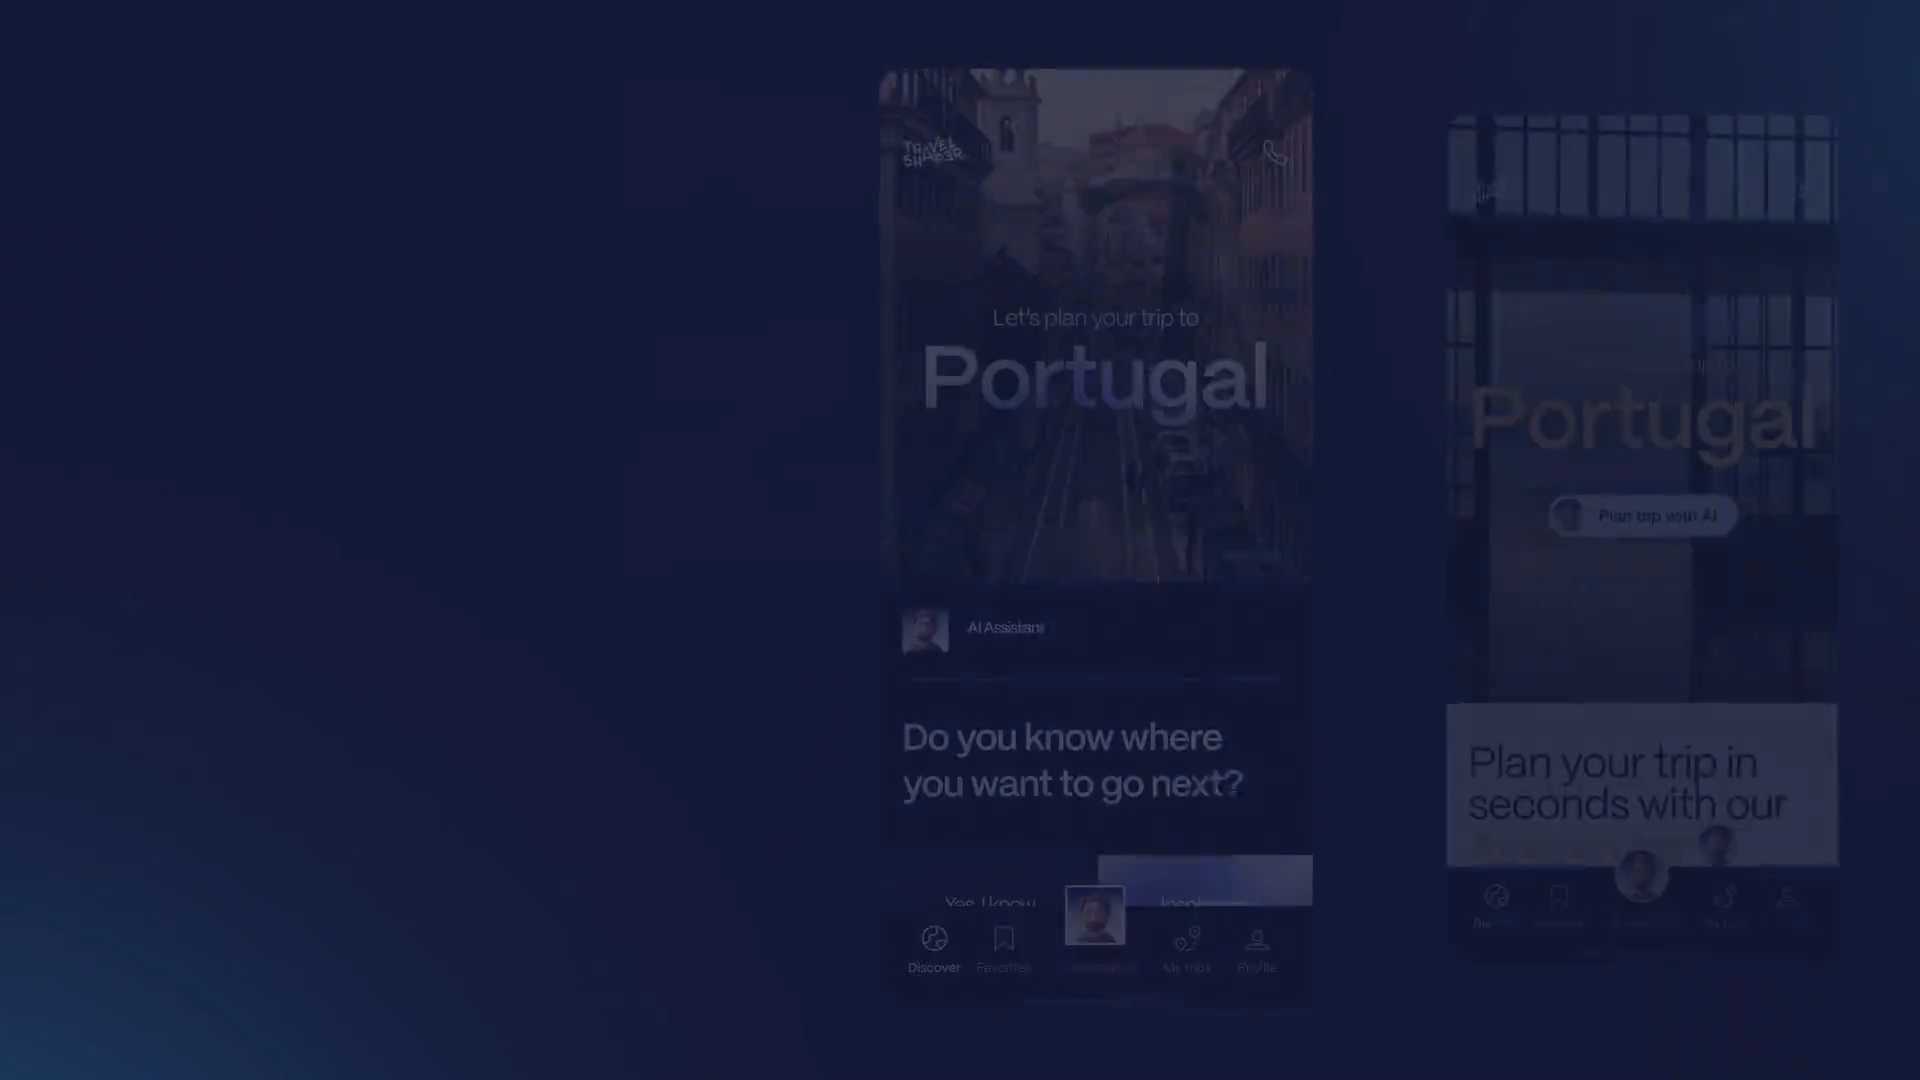 TRAVEL
SHAPER
Let's plan your trip to
Portugal
AI Assistant
Do you know where
you want to go next?
Yes, I know
Discover
Favorites
My trips
Profile
Portugal
Plan trip with AI
Plan your trip in
seconds with our